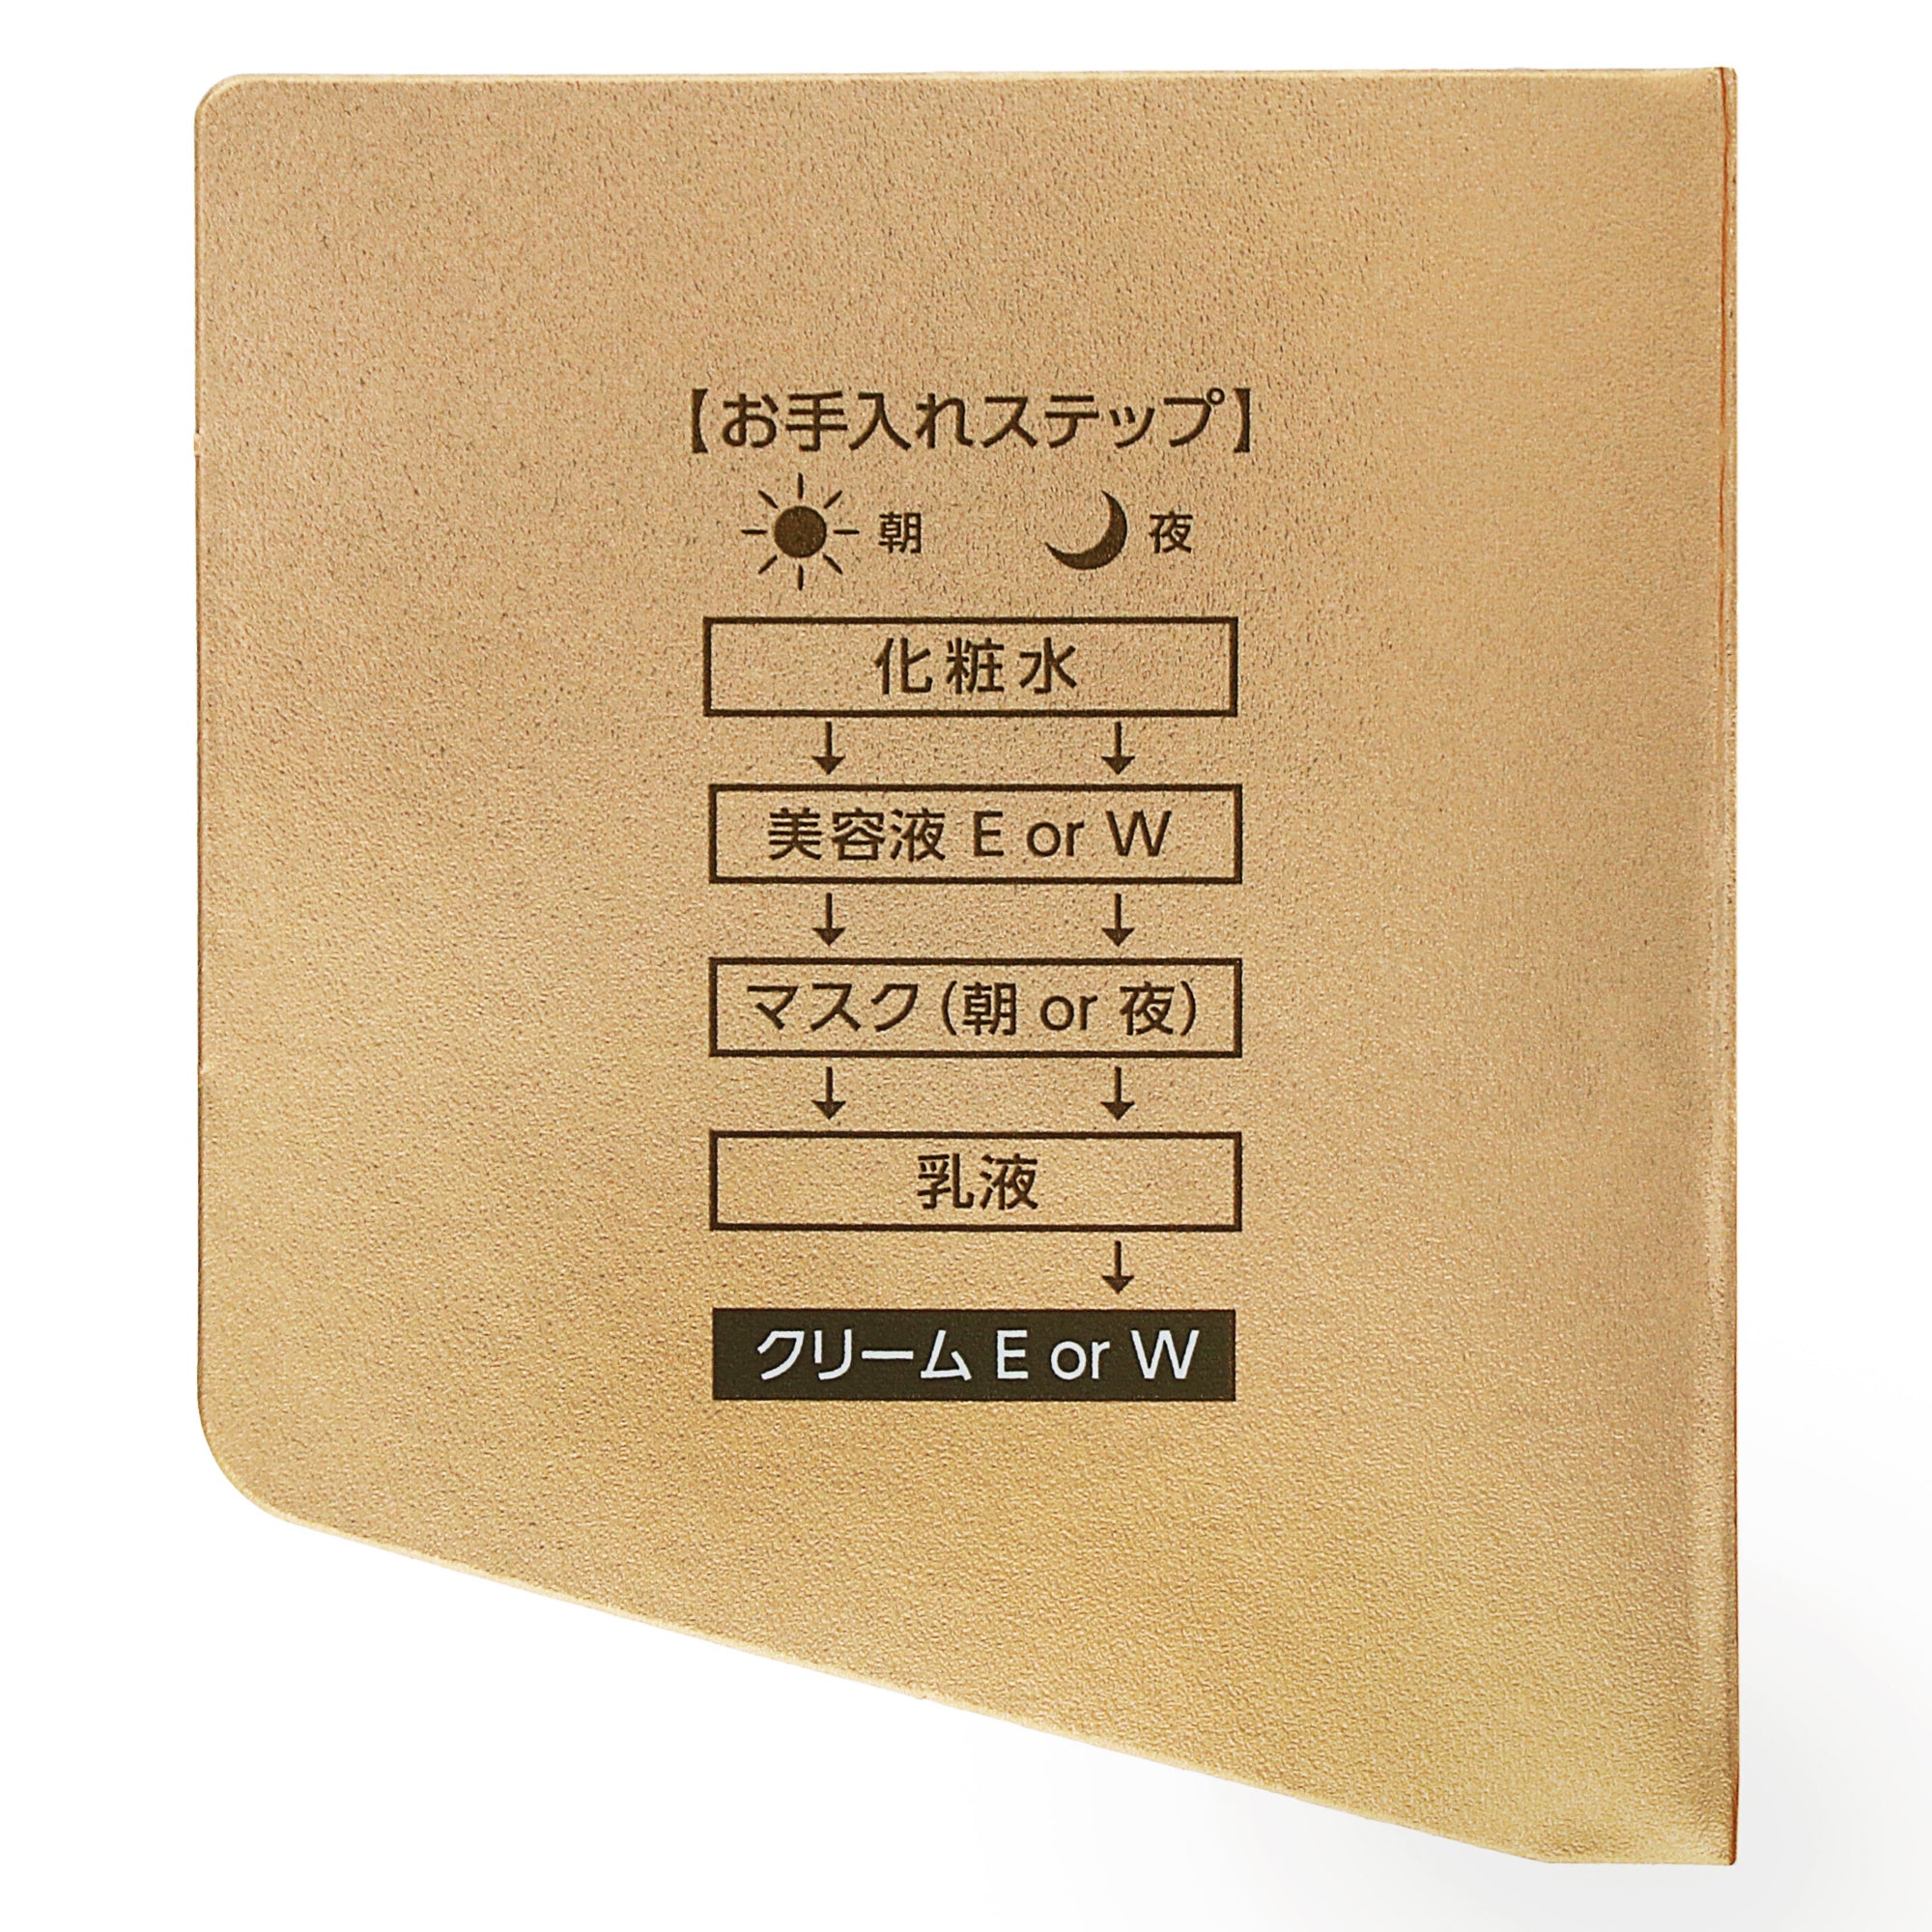 【お手入れステップ】
朝 夜
化粧水
美容液 E or W
マスク(朝 or 夜)
乳液
クリーム E or W